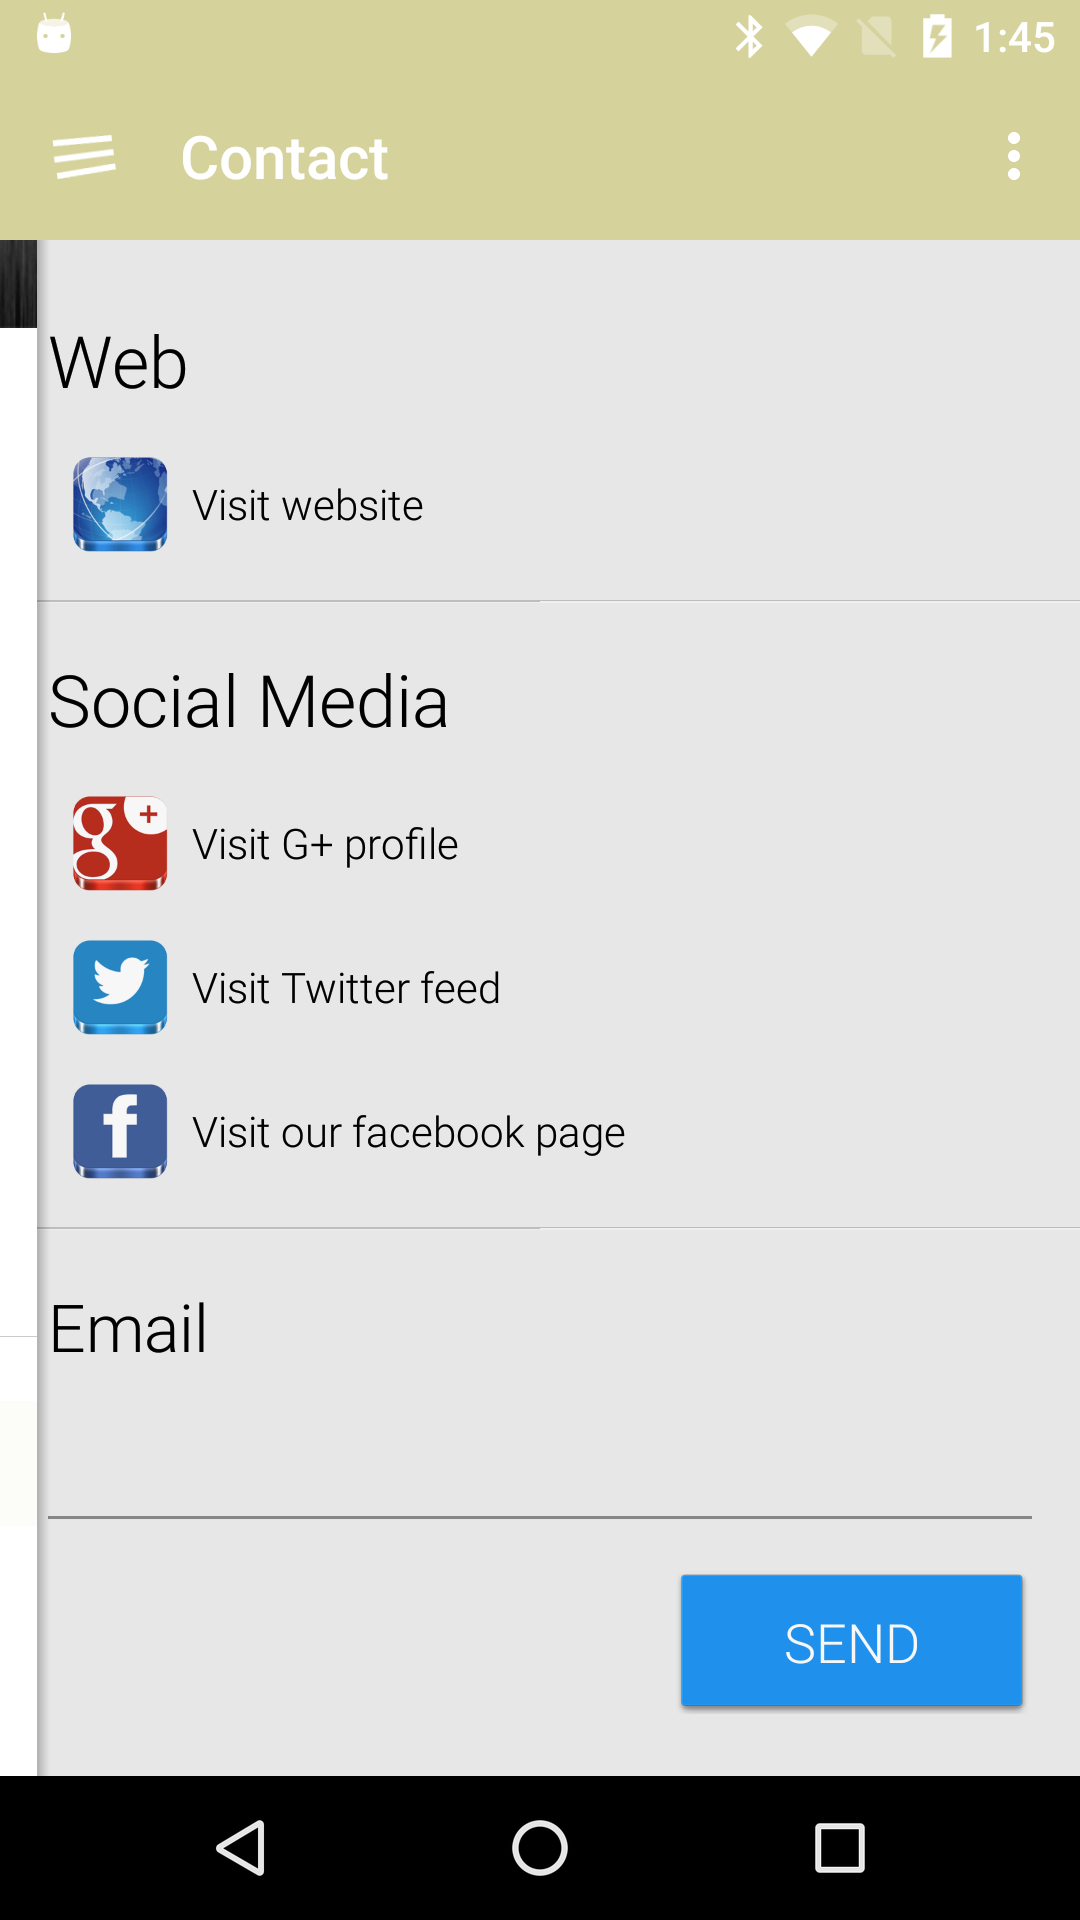 1:45
Contact
Web
Visit website
Social Media
Visit G+ profile
Visit Twitter feed
Visit our facebook page
Email
SEND